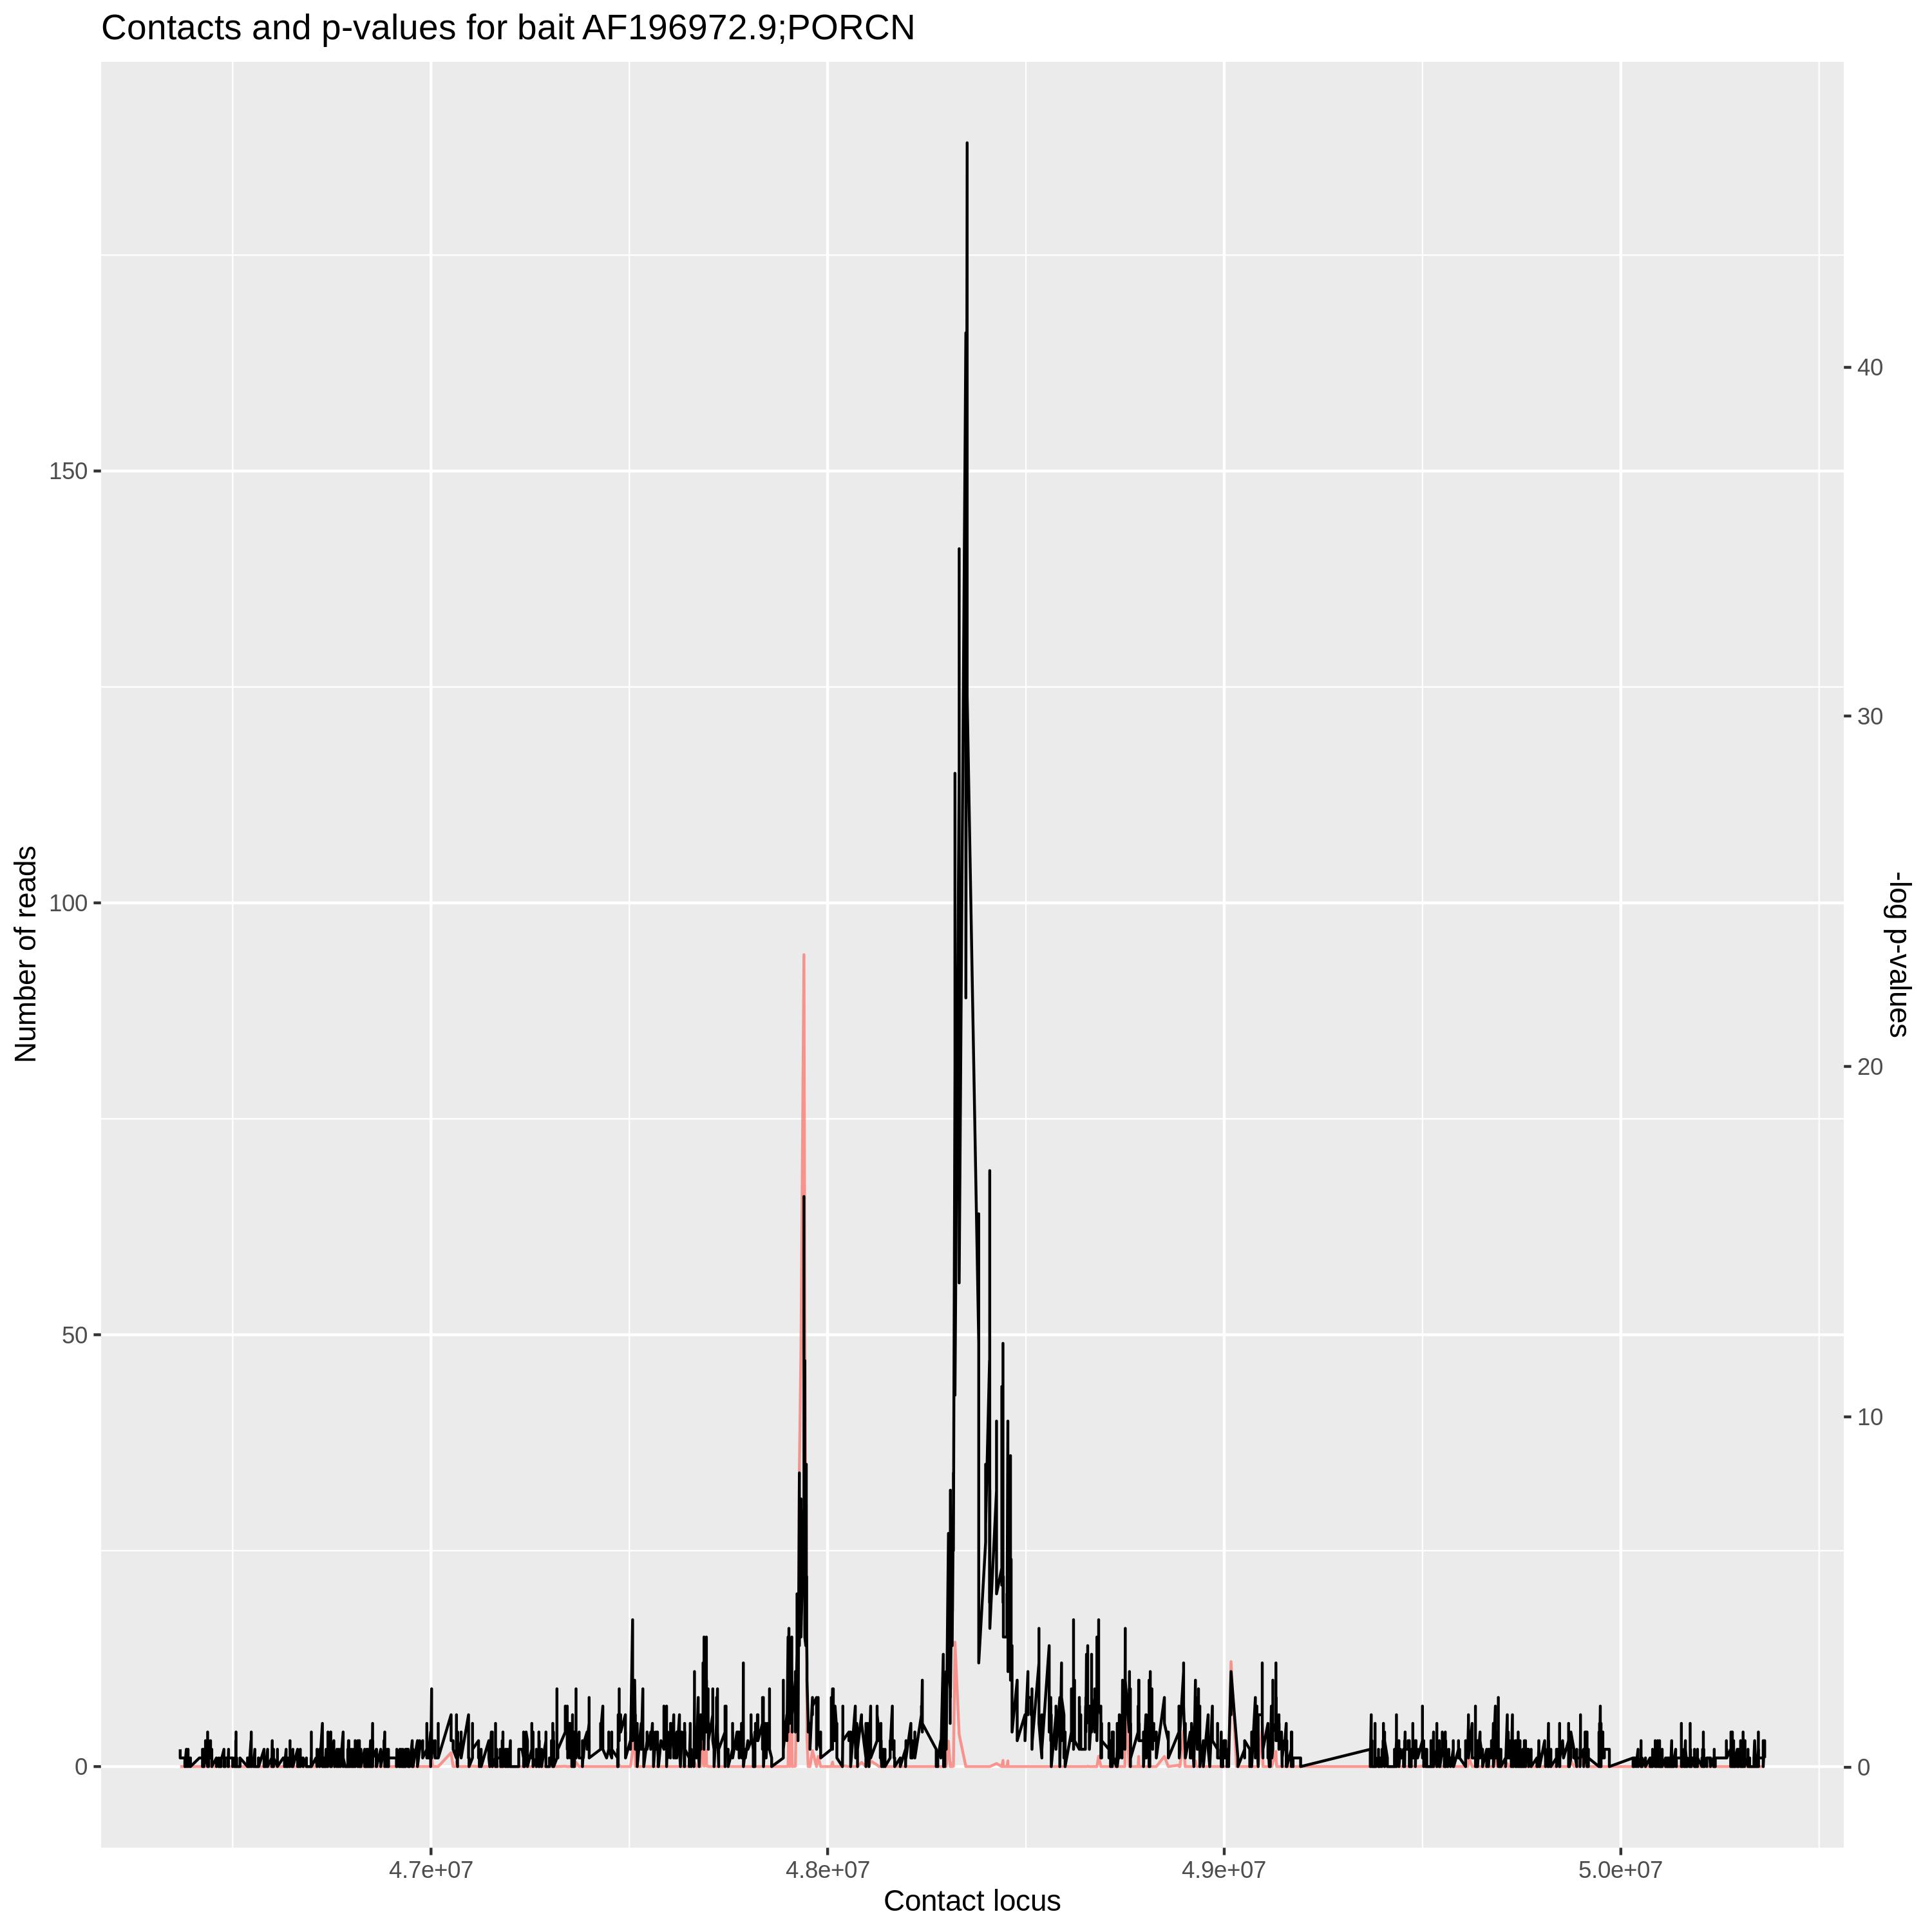 Contacts and p-values for bait AF196972.9;PORCN
Number of reads
150
100
50
0
40
30
20
10
0
-log p-values
4.7e+07
4.8e+07
4.9e+07
5.0e+07
Contact locus